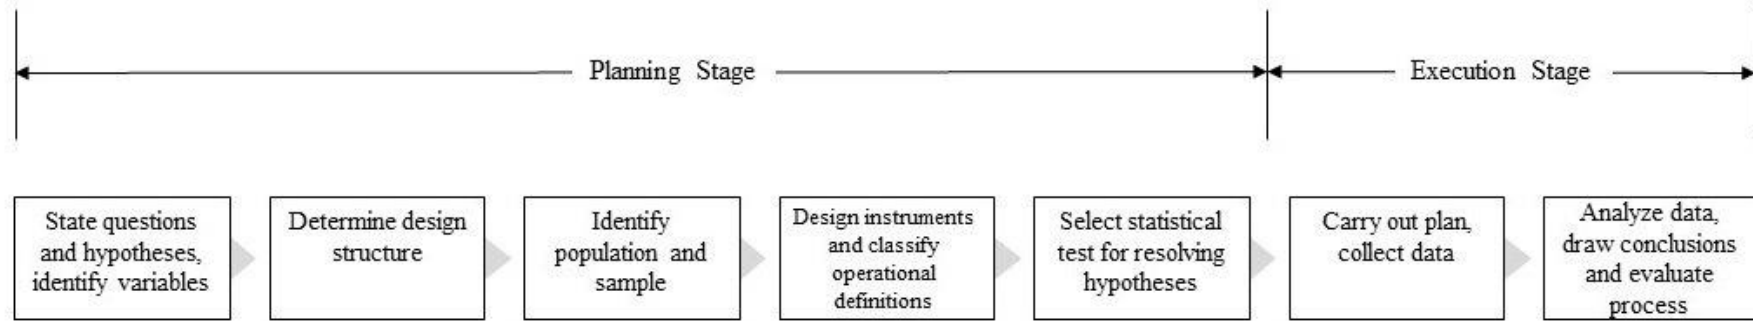 Planning Stage
Execution Stage
State questions
and hypotheses,
identify variables
Determine design
structure
Identify
population and
sample
Design instruments
and classify
operational
definitions
Select statistical
test for resolving
hypotheses
Carry out plan,
collect data
Analyze data,
draw conclusions
and evaluate
process